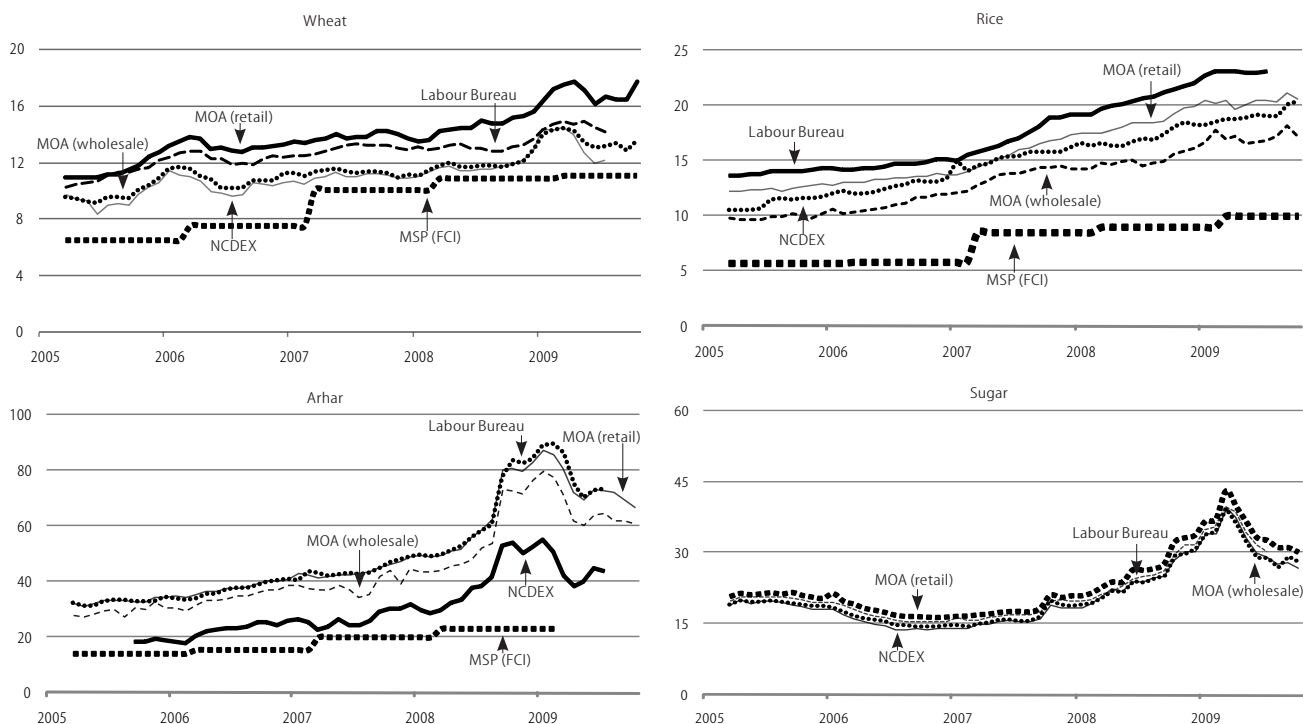 Wheat
20
16
12
8
4
0
MOA (wholesale)
MOA (retail)
Labour Bureau
NCDEX
MSP (FCI)
2005 2006 2007 2008 2009
Rice
25
20
15
10
5
0
MOA (retail)
Labour Bureau
MOA (wholesale)
NCDEX
MSP (FCI)
2005 2006 2007 2008 2009
Arhar
100
80
60
40
20
0
Labour Bureau
MOA (retail)
MOA (wholesale)
NCDEX
MSP (FCI)
2005 2006 2007 2008 2009
Sugar
60
45
30
15
0
Labour Bureau
MOA (retail)
MOA (wholesale)
NCDEX
2005 2006 2007 2008 2009